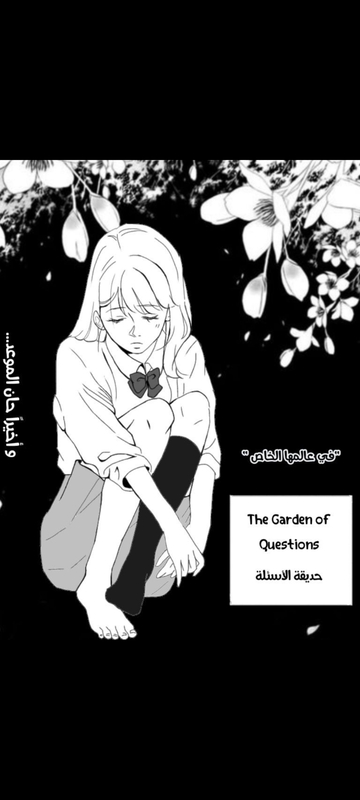 و أخيراً حان الموعد...
"في عالمها الخاص"
The Garden of
Questions
حديقة الاسئلة